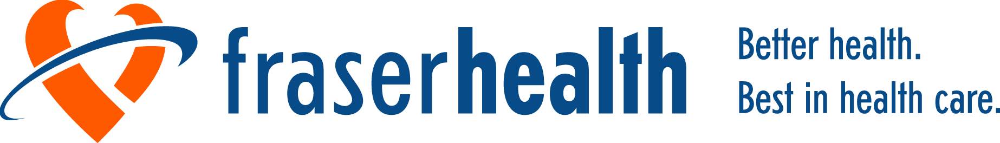 fraserhealth
Better health.
Best in health care.